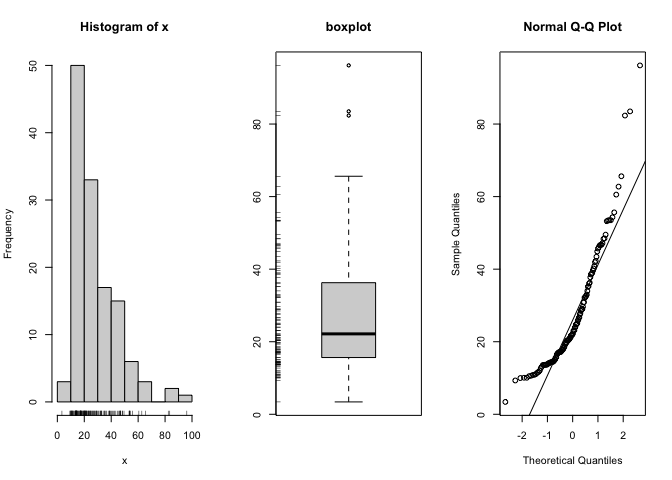 Histogram of x
Frequency
50
40
30
20
10
0
0 20 40 60 80 100
x
boxplot
80
60
40
20
0
Normal Q-Q Plot
Sample Quantiles
80
60
40
20
0
-2 -1 0 1 2
Theoretical Quantiles